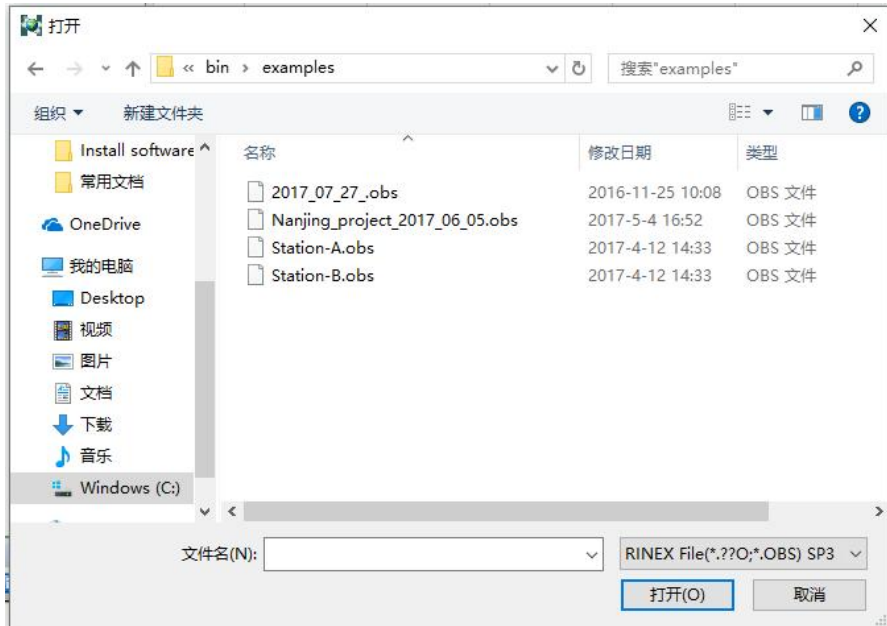 打开
« bin › examples
搜索"examples"
组织 新建文件夹
Install software
常用文档
OneDrive
我的电脑
Desktop
视频
图片
文档
下载
音乐
Windows (C:)
名称 修改日期 类型
2017_07_27_.obs 2016-11-25 10:08 OBS 文件
Nanjing_project_2017_06_05.obs 2017-5-4 16:52 OBS 文件
Station-A.obs 2017-4-12 14:33 OBS 文件
Station-B.obs 2017-4-12 14:33 OBS 文件
文件名(N): RINEX File(*.??O;*.OBS) SP3
打开(O) 取消